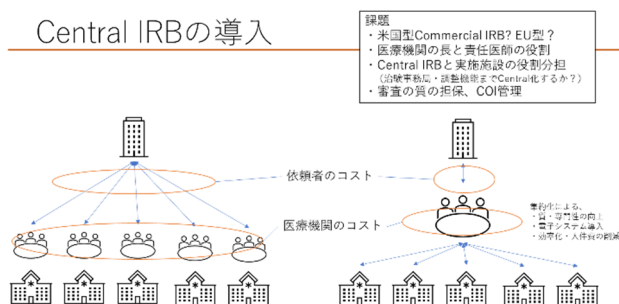 Central IRBの導入
課題
・米国型Commercial IRB? EU型？
・医療機関の長と責任医師の役割
・Central IRBと実施施設の役割分担
（治験事務局・調整機能までCentral化するか？）
・審査の質の担保、COI管理
依頼者のコスト
医療機関のコスト
集約化による、
・質・専門性の向上
・電子システム導入
・効率化・人件費の削減